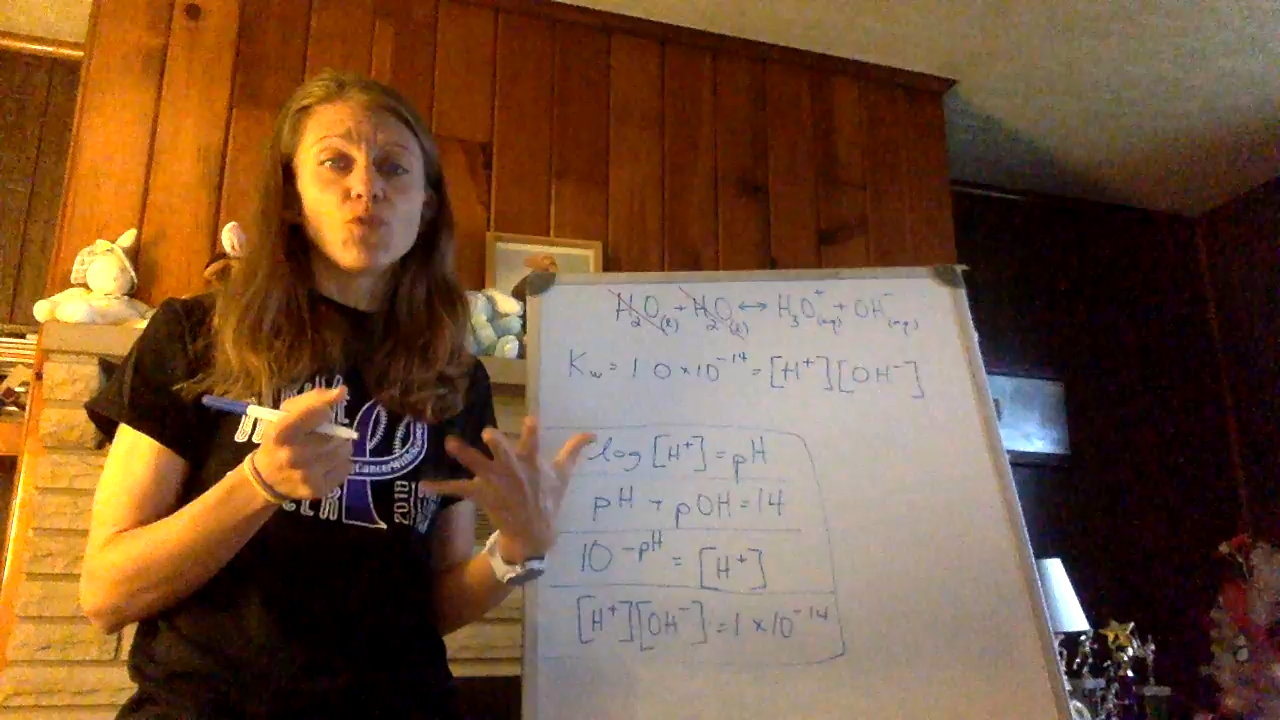 H₂O(l) + H₂O(l) ↔ H₃O⁺(aq) + OH⁻(aq)
Kw = 1.0 × 10⁻¹⁴ = [H⁺][OH⁻]
-log [H⁺] = pH
pH + pOH = 14
10⁻ᵖᴴ = [H⁺]
[H⁺][OH⁻] = 1 × 10⁻¹⁴
2018